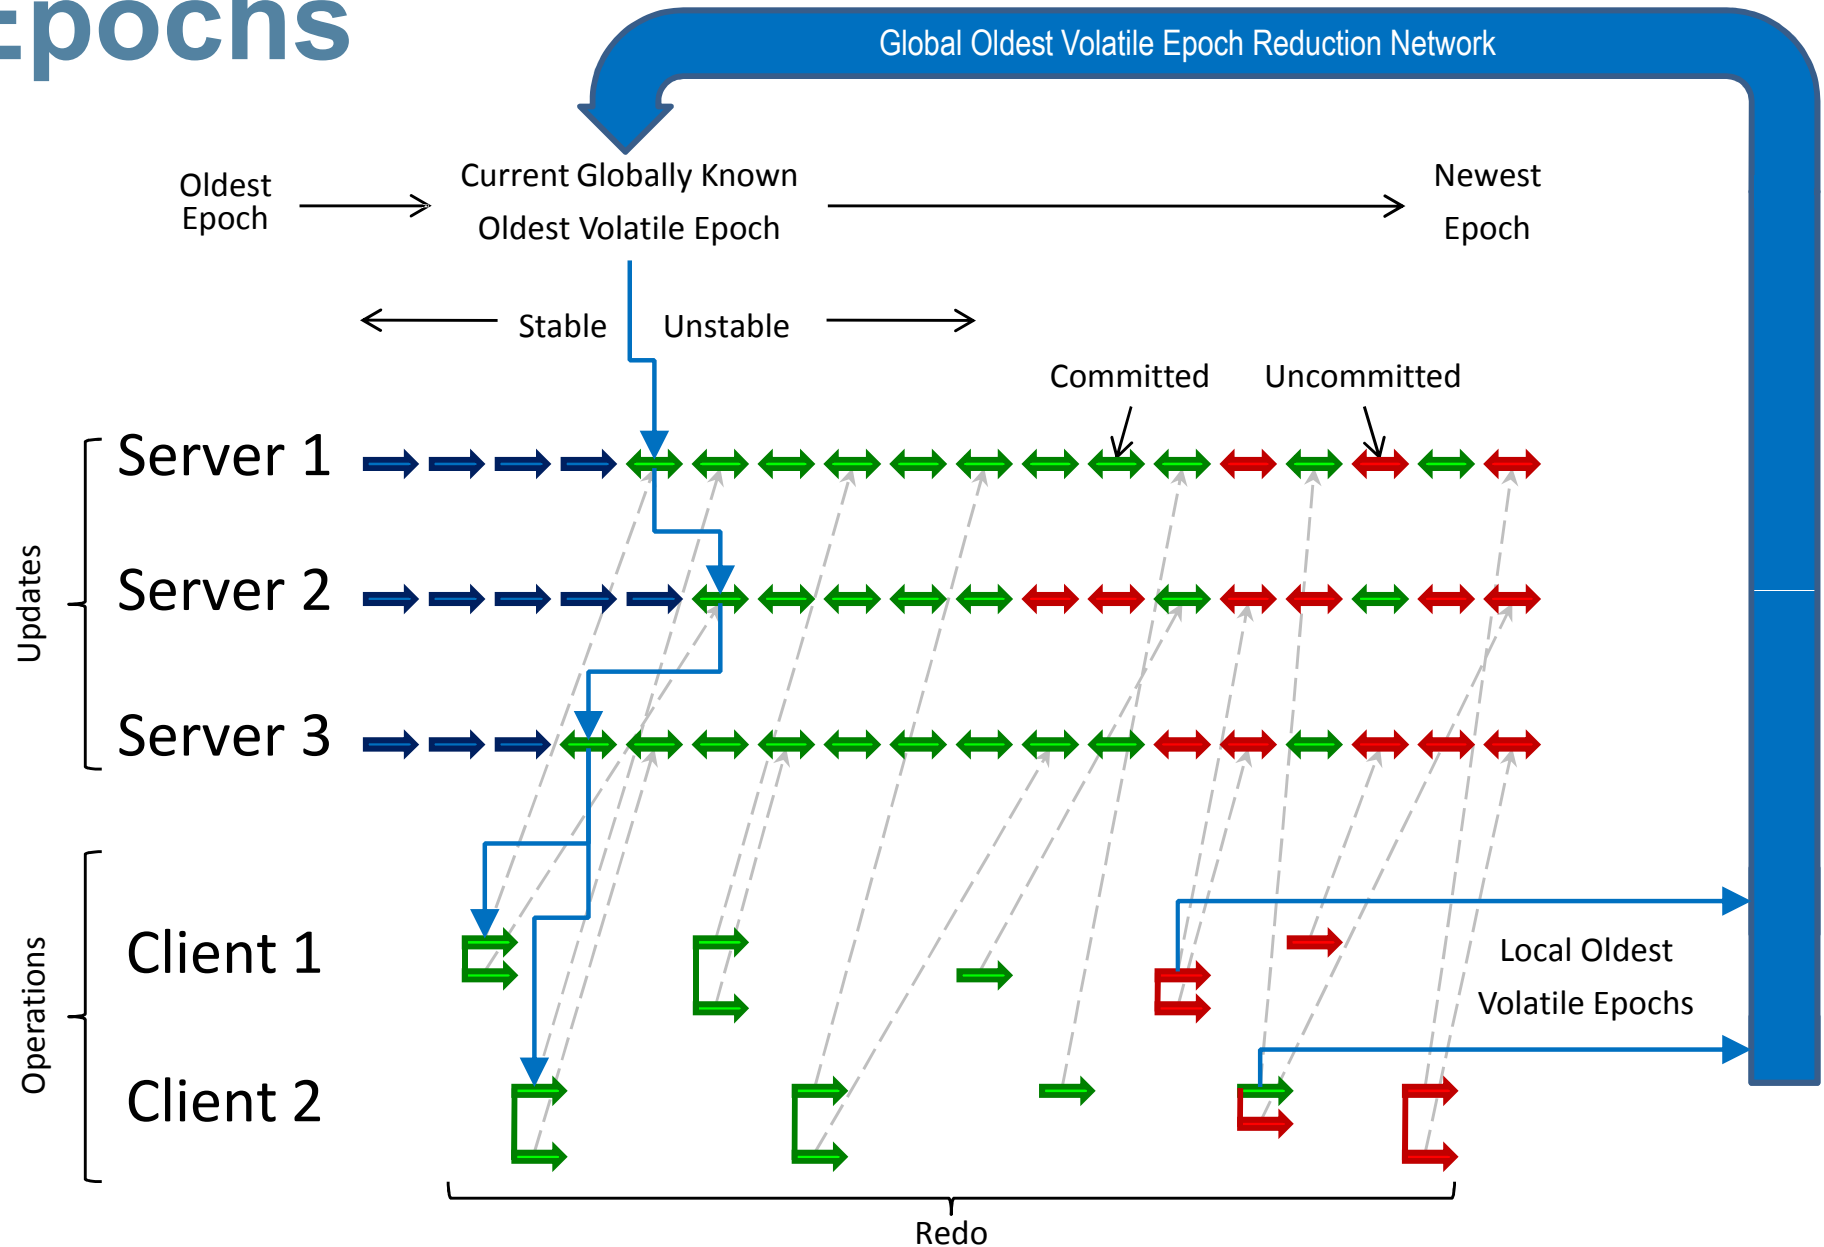 Epochs
Global Oldest Volatile Epoch Reduction Network
Oldest
Epoch
Current Globally Known
Oldest Volatile Epoch
Newest
Epoch
Stable
Unstable
Committed
Uncommitted
Updates
Server 1
Server 2
Server 3
Operations
Client 1
Client 2
Local Oldest
Volatile Epochs
Redo